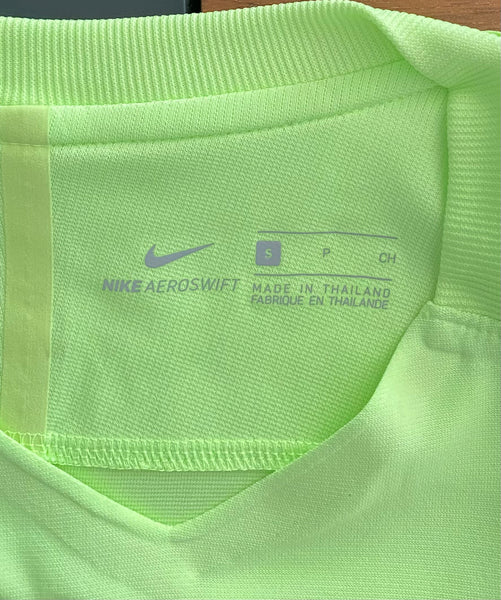 NIKE AEROSWIFT
S P CH
MADE IN THAILAND
FABRIQUE EN THAILANDE